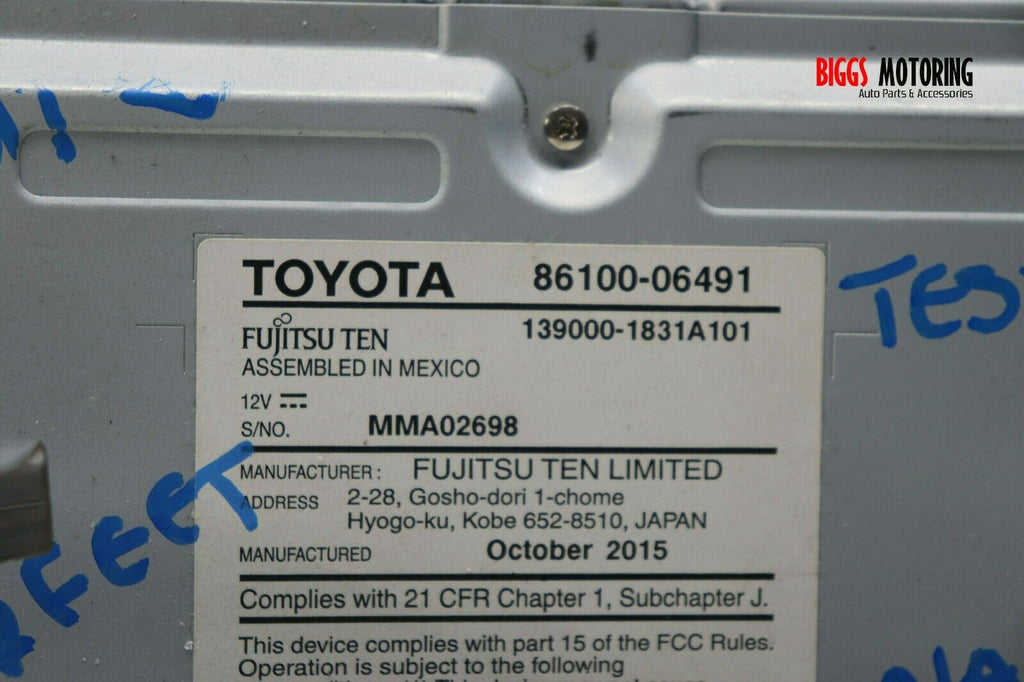 BIGGS MOTORING
Auto Parts & Accessories
TOYOTA 86100-06491
FUJITSU TEN 139000-1831A101
ASSEMBLED IN MEXICO
12V
S/NO. MMA02698
MANUFACTURER : FUJITSU TEN LIMITED
ADDRESS 2-28, Gosho-dori 1-chome
Hyogo-ku, Kobe 652-8510, JAPAN
MANUFACTURED October 2015
Complies with 21 CFR Chapter 1, Subchapter J.
This device complies with part 15 of the FCC Rules.
Operation is subject to the following